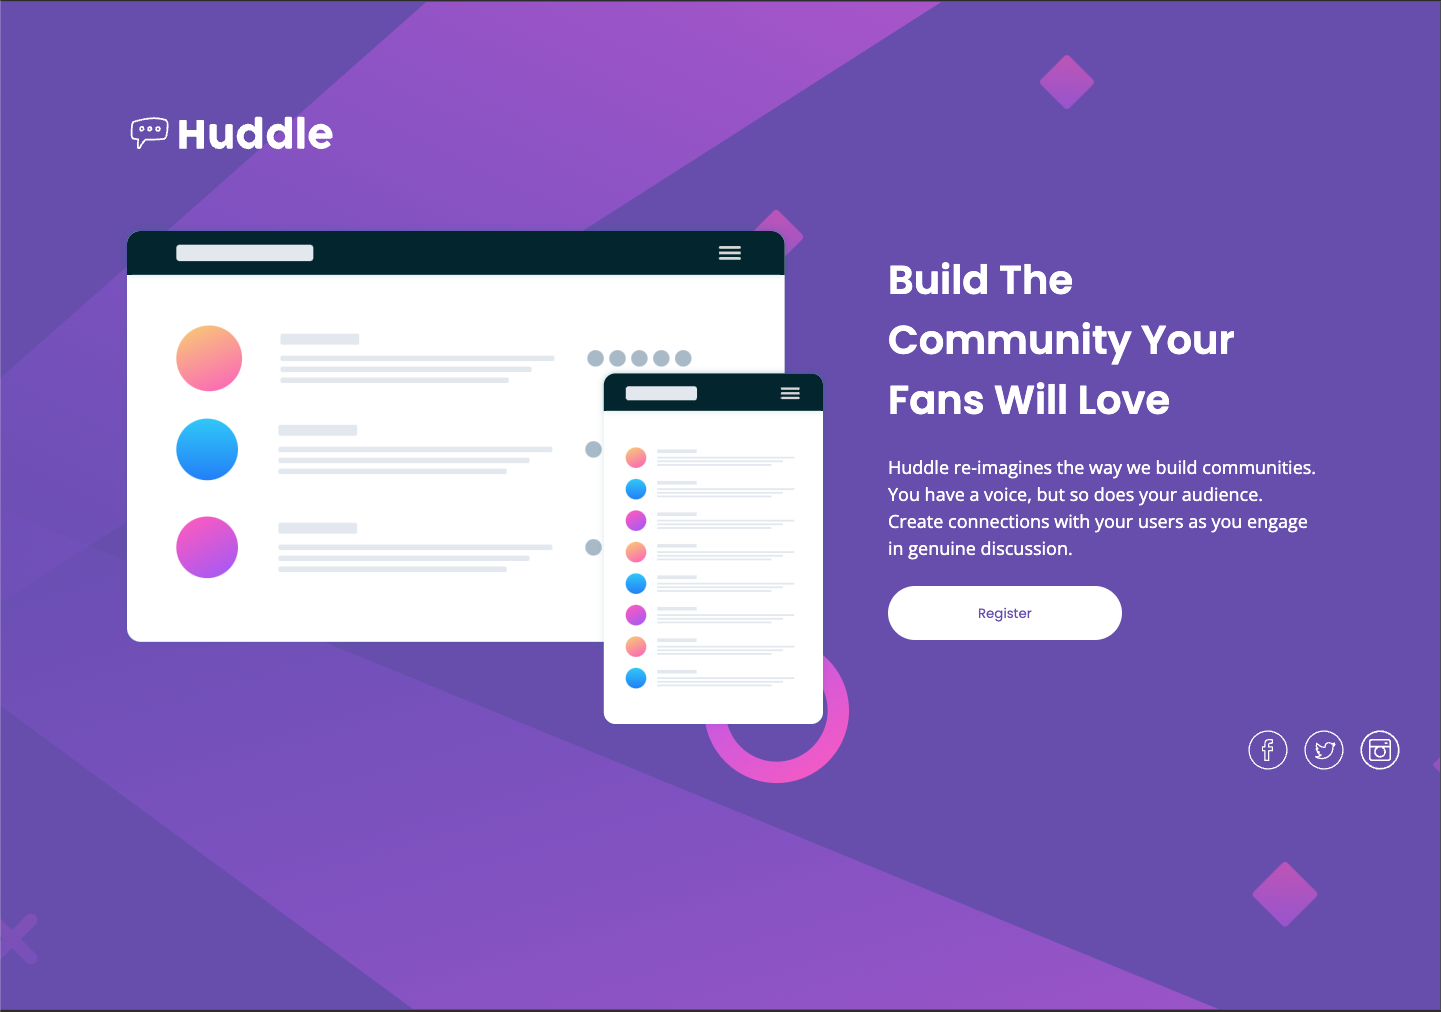 Huddle
Build The
Community Your
Fans Will Love
Huddle re-imagines the way we build communities.
You have a voice, but so does your audience.
Create connections with your users as you engage
in genuine discussion.
Register